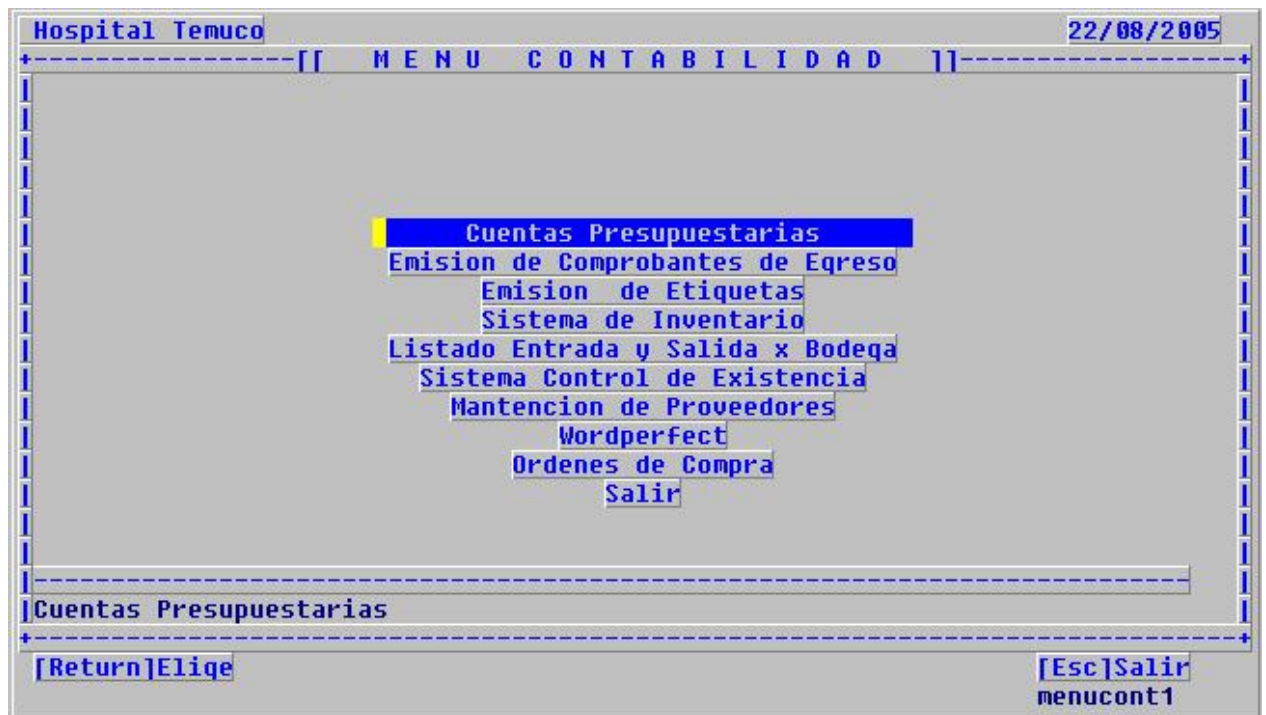 Hospital Temuco 22/08/2005
[[ M E N U C O N T A B I L I D A D ]]
Cuentas Presupuestarias
Emision de Comprobantes de Egreso
Emision de Etiquetas
Sistema de Inventario
Listado Entrada y Salida x Bodega
Sistema Control de Existencia
Mantencion de Proveedores
Wordperfect
Ordenes de Compra
Salir
Cuentas Presupuestarias
[Return]Elige [Esc]Salir
menucont1